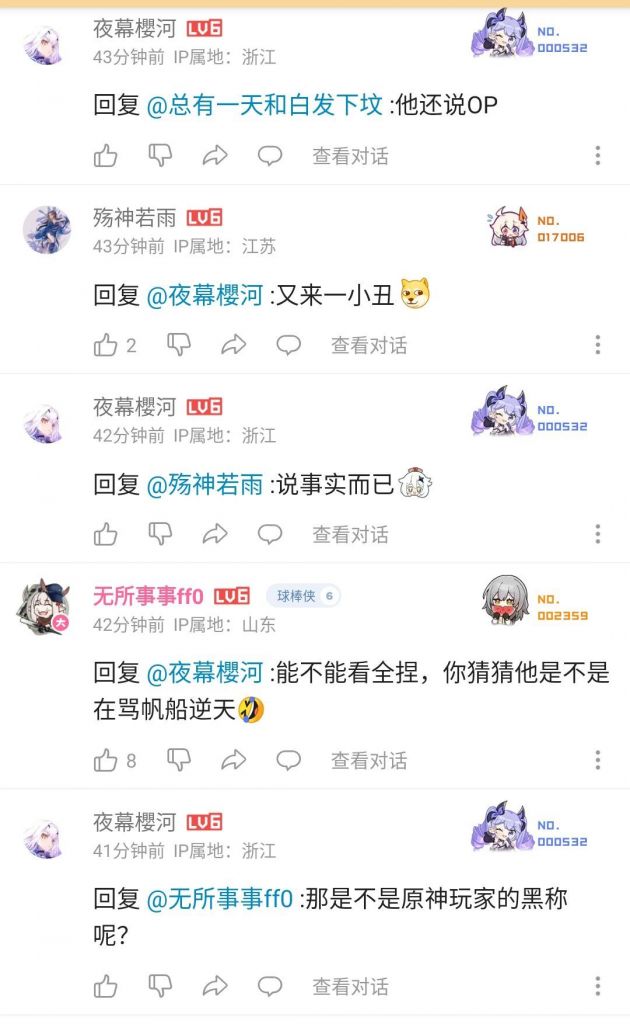 夜幕樱河 LV6
NO.
000532
43分钟前 IP属地：浙江
回复 @总有一天和白发下坟 :他还说OP
查看对话
殇神若雨 LV6
NO.
017006
43分钟前 IP属地：江苏
回复 @夜幕樱河 :又来一小丑
2
查看对话
夜幕樱河 LV6
NO.
000532
42分钟前 IP属地：浙江
回复 @殇神若雨 :说事实而已
查看对话
无所事事ff0 LV6 球棒侠 6
NO.
002359
大
42分钟前 IP属地：山东
回复 @夜幕樱河 :能不能看全捏，你猜猜他是不是
在骂帆船逆天
8
查看对话
夜幕樱河 LV6
NO.
000532
41分钟前 IP属地：浙江
回复 @无所事事ff0 :那是不是原神玩家的黑称
呢？
查看对话